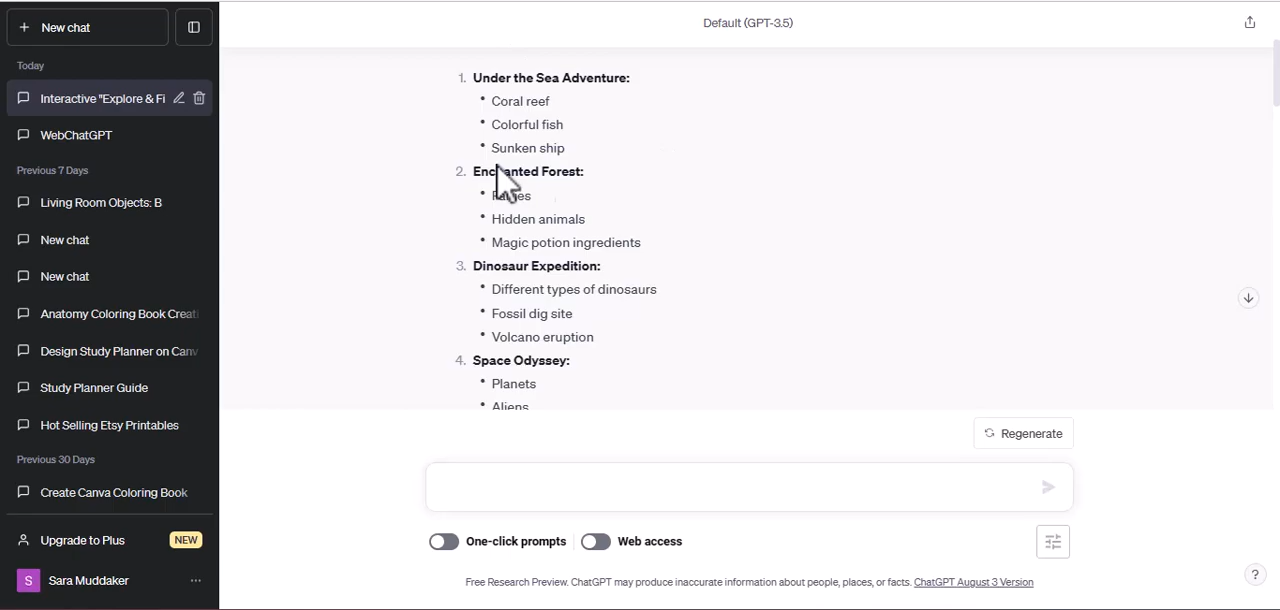 New chat
Today
Interactive "Explore & Fi
WebChatGPT
Previous 7 Days
Living Room Objects: B
New chat
New chat
Anatomy Coloring Book Creati
Design Study Planner on Canv
Study Planner Guide
Hot Selling Etsy Printables
Previous 30 Days
Create Canva Coloring Book
Upgrade to Plus NEW
S Sara Muddaker
Default (GPT-3.5)
1. Under the Sea Adventure:
• Coral reef
• Colorful fish
• Sunken ship
2. Enchanted Forest:
• Fairies
• Hidden animals
• Magic potion ingredients
3. Dinosaur Expedition:
• Different types of dinosaurs
• Fossil dig site
• Volcano eruption
4. Space Odyssey:
• Planets
• Aliens
Regenerate
One-click prompts Web access
Free Research Preview. ChatGPT may produce inaccurate information about people, places, or facts. ChatGPT August 3 Version
?